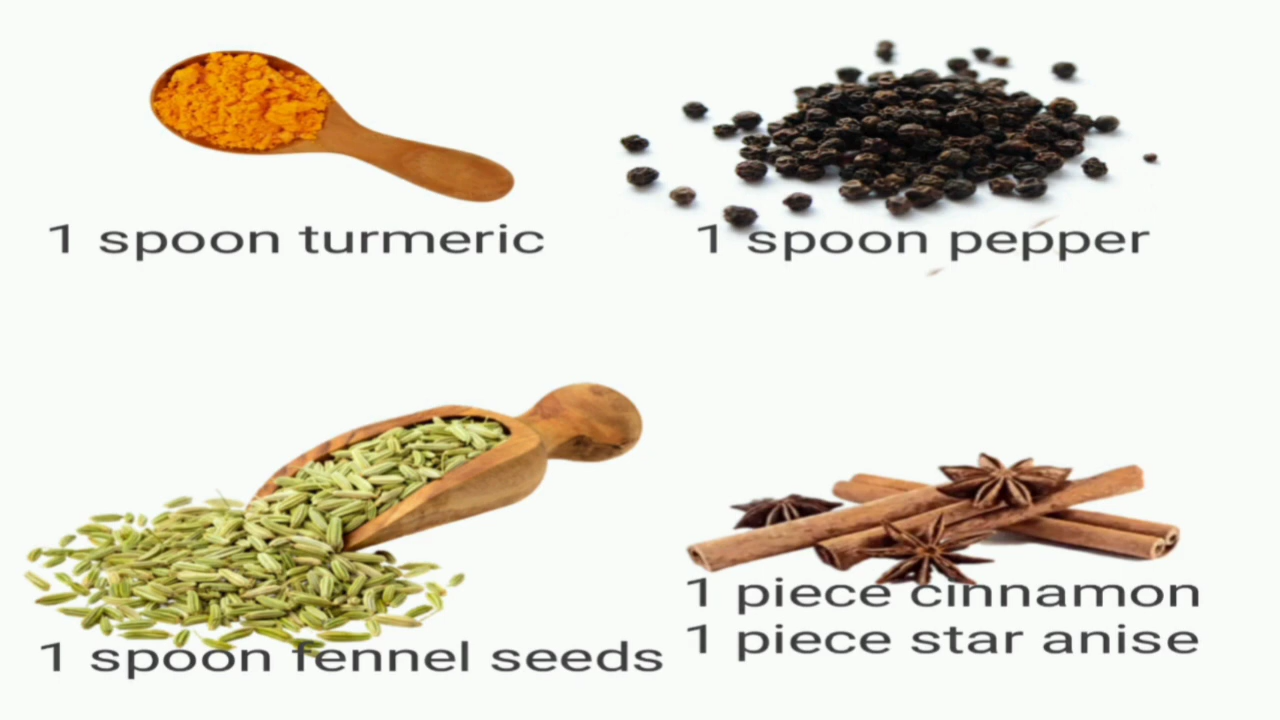 1 spoon turmeric
1 spoon pepper
1 spoon fennel seeds
1 piece cinnamon
1 piece star anise